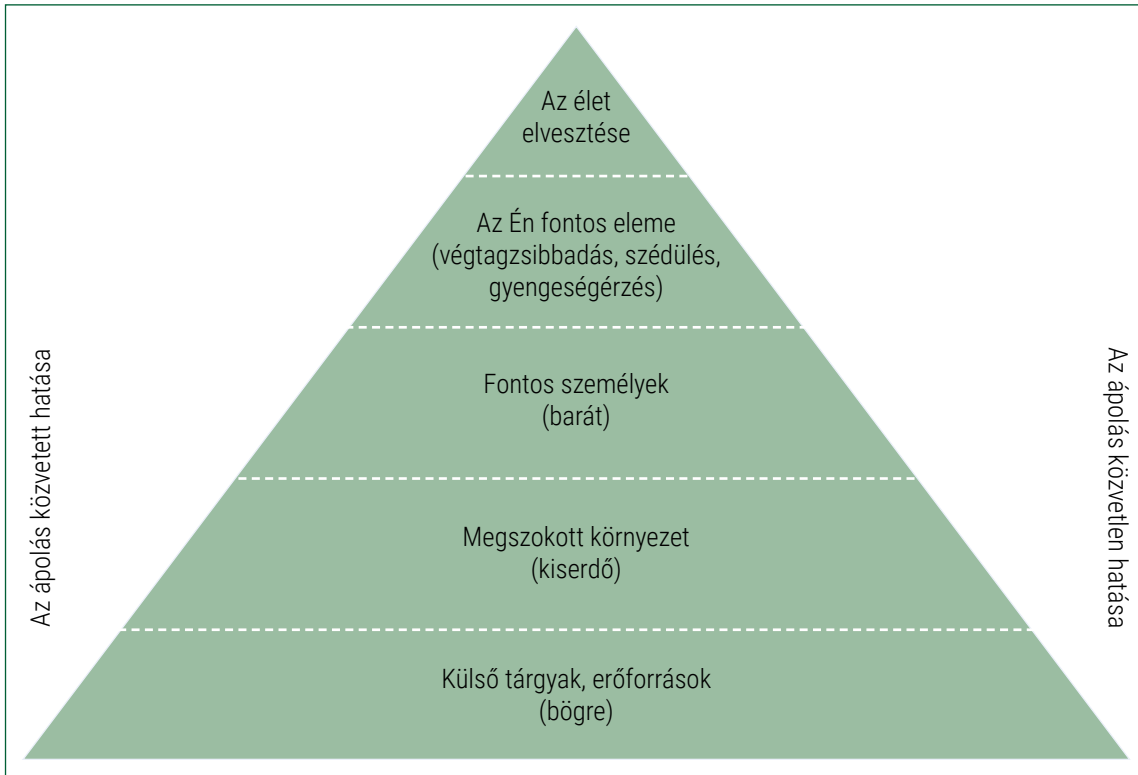 Az élet
elvesztése
Az Én fontos eleme
(végtagzsibbadás, szédülés,
gyengeségérzés)
Fontos személyek
(barát)
Megszokott környezet
(kiserdő)
Külső tárgyak, erőforrások
(bögre)
Az ápolás közvetett hatása
Az ápolás közvetlen hatása